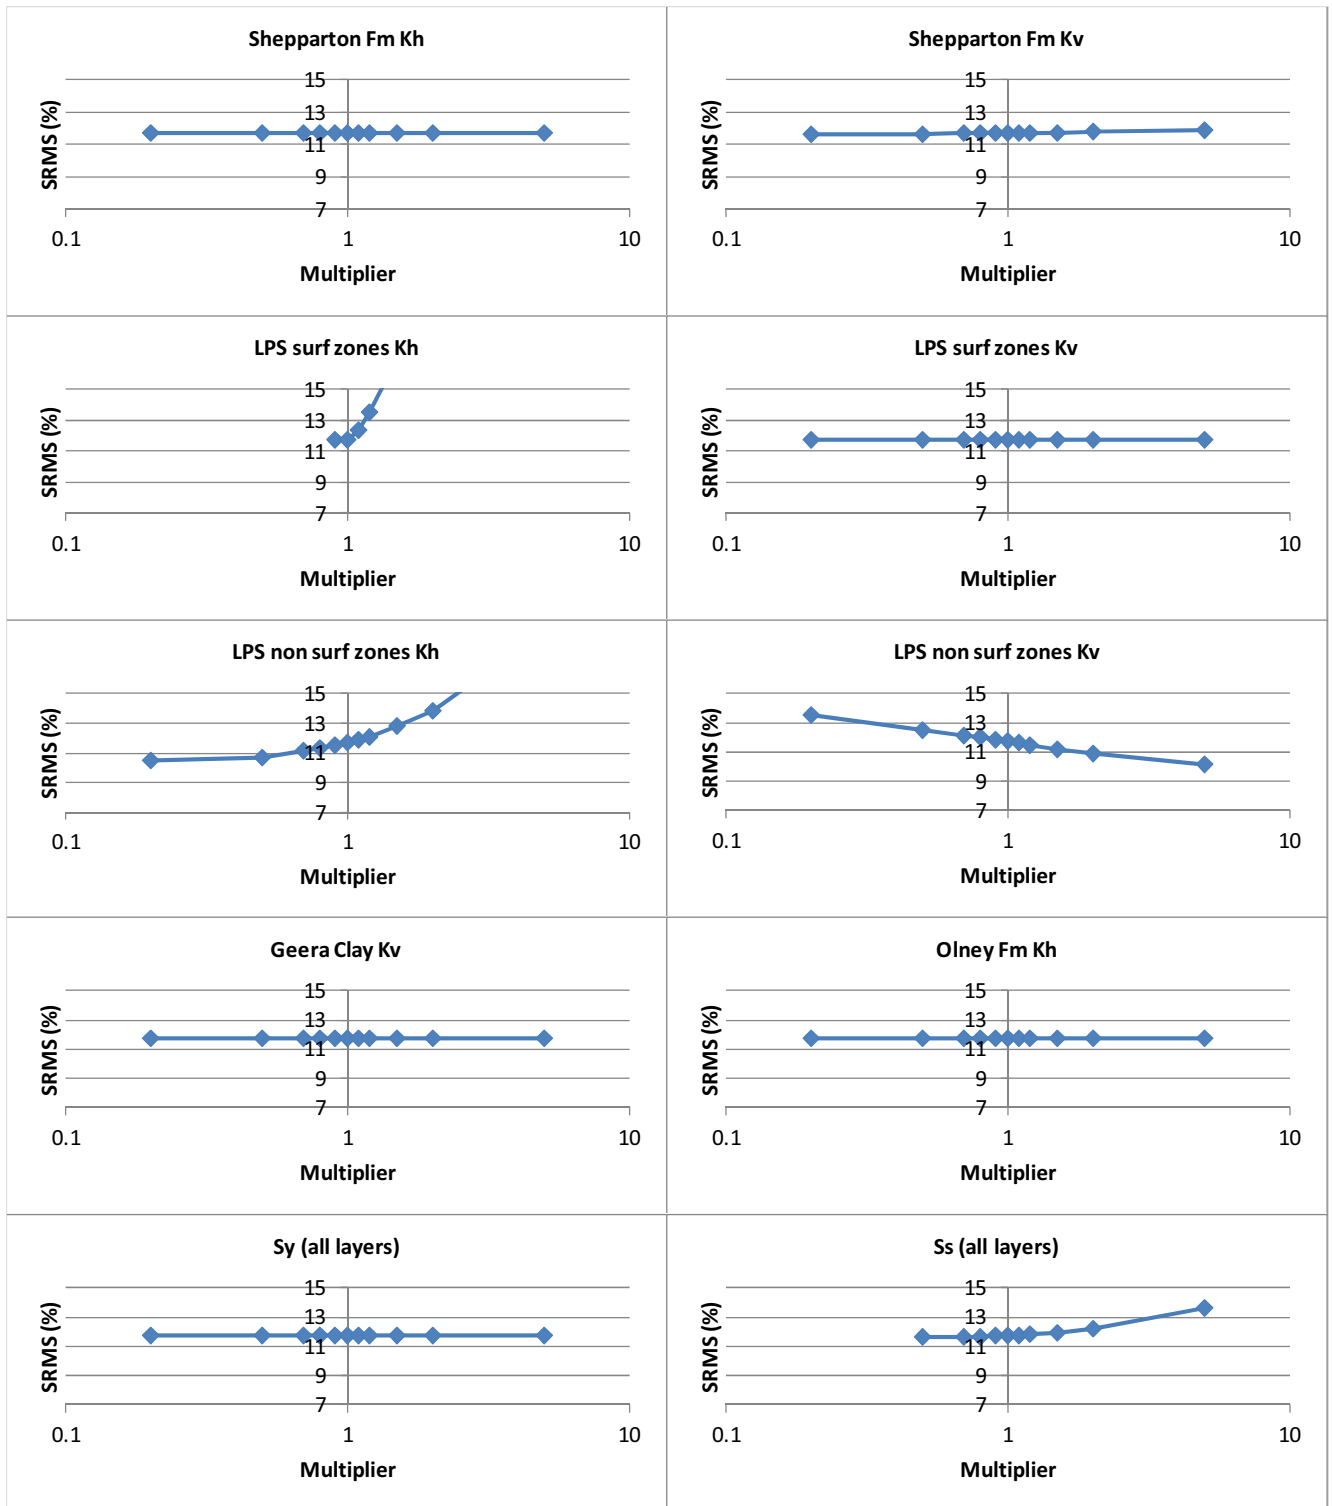 Shepparton Fm Kh
15
13
11
9
7
SRMS (%)
0.1 1 10
Multiplier
Shepparton Fm Kv
15
13
11
9
7
SRMS (%)
0.1 1 10
Multiplier
LPS surf zones Kh
15
13
11
9
7
SRMS (%)
0.1 1 10
Multiplier
LPS surf zones Kv
15
13
11
9
7
SRMS (%)
0.1 1 10
Multiplier
LPS non surf zones Kh
15
13
11
9
7
SRMS (%)
0.1 1 10
Multiplier
LPS non surf zones Kv
15
13
11
9
7
SRMS (%)
0.1 1 10
Multiplier
Geera Clay Kv
15
13
11
9
7
SRMS (%)
0.1 1 10
Multiplier
Olney Fm Kh
15
13
11
9
7
SRMS (%)
0.1 1 10
Multiplier
Sy (all layers)
15
13
11
9
7
SRMS (%)
0.1 1 10
Multiplier
Ss (all layers)
15
13
11
9
7
SRMS (%)
0.1 1 10
Multiplier